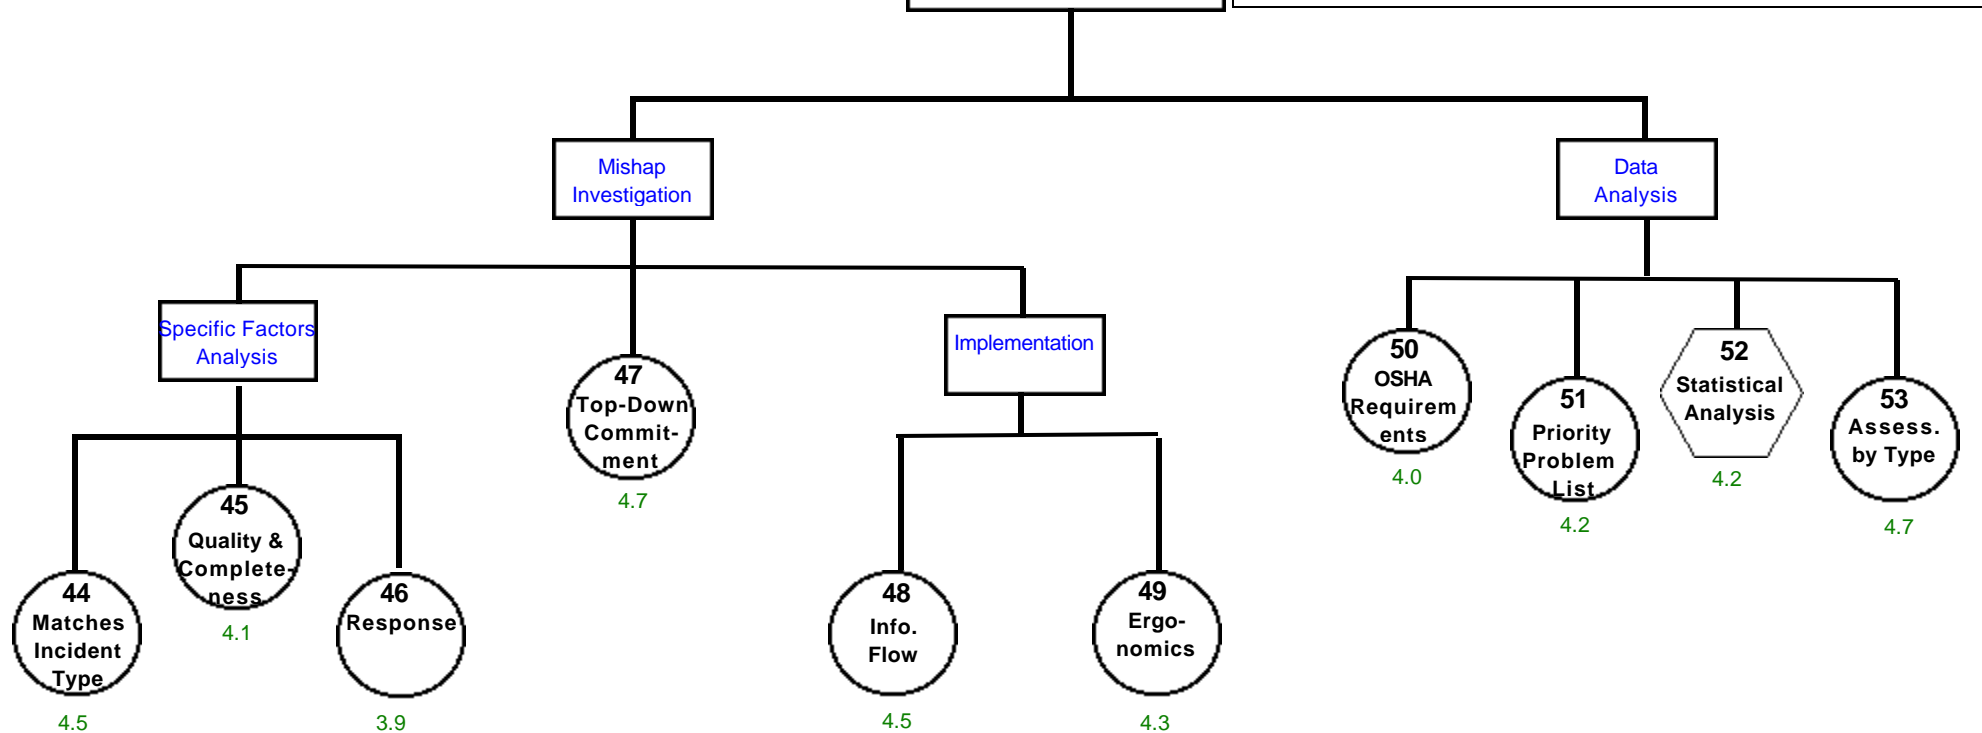 Mishap
Investigation
Data
Analysis
Specific Factors
Analysis
47
Top-Down
Commit-
ment
4.7
Implementation
50
OSHA
Requirem
ents
4.0
51
Priority
Problem
List
4.2
52
Statistical
Analysis
4.2
53
Assess.
by Type
4.7
44
Matches
Incident
Type
4.5
45
Quality &
Complete-
ness
4.1
46
Response
3.9
48
Info.
Flow
4.5
49
Ergo-
nomics
4.3